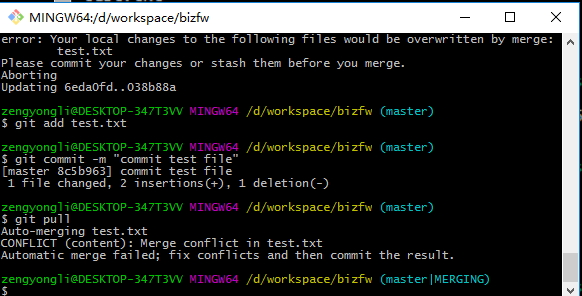 MINGW64:/d/workspace/bizfw
error: Your local changes to the following files would be overwritten by merge:
test.txt
Please commit your changes or stash them before you merge.
Aborting
Updating 6eda0fd..038b88a
zengyongli@DESKTOP-347T3VV MINGW64 /d/workspace/bizfw (master)
$ git add test.txt
zengyongli@DESKTOP-347T3VV MINGW64 /d/workspace/bizfw (master)
$ git commit -m "commit test file"
[master 8c5b963] commit test file
1 file changed, 2 insertions(+), 1 deletion(-)
zengyongli@DESKTOP-347T3VV MINGW64 /d/workspace/bizfw (master)
$ git pull
Auto-merging test.txt
CONFLICT (content): Merge conflict in test.txt
Automatic merge failed; fix conflicts and then commit the result.
zengyongli@DESKTOP-347T3VV MINGW64 /d/workspace/bizfw (master|MERGING)
$